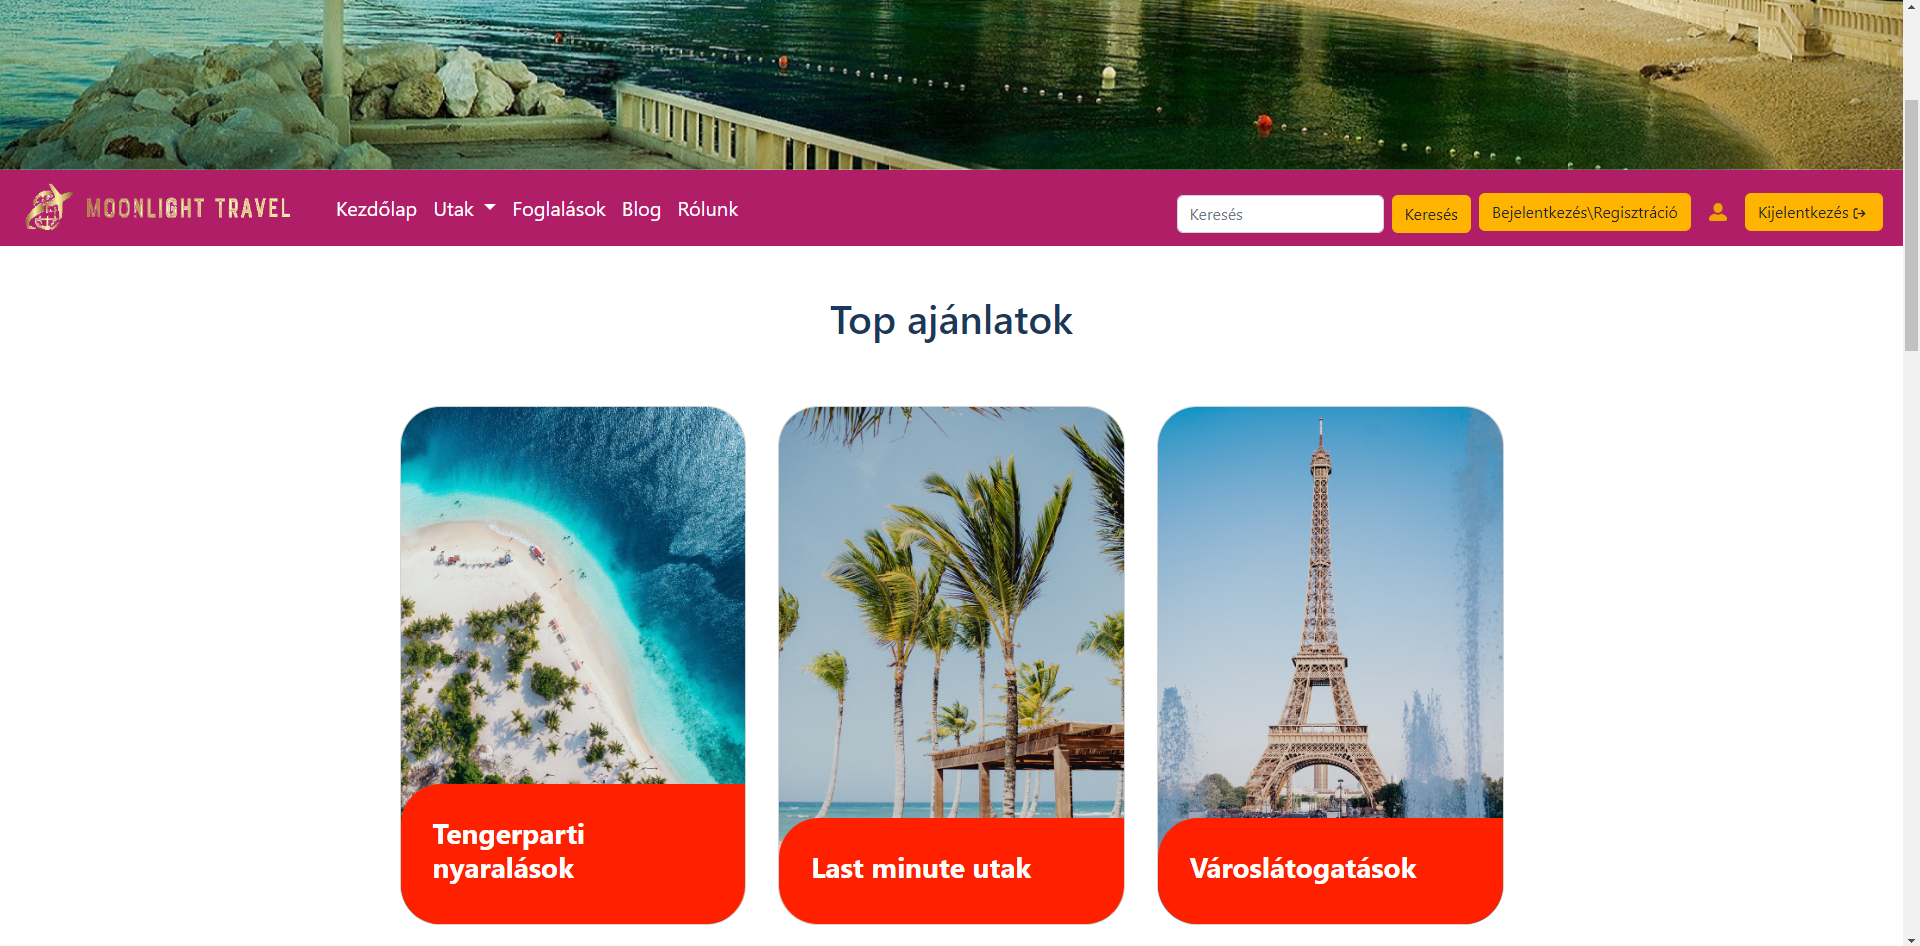 MOONLIGHT TRAVEL
Kezdőlap
Utak
Foglalások
Blog
Rólunk
Keresés
Keresés
Bejelentkezés\Regisztráció
Kijelentkezés
Top ajánlatok
Tengerparti
nyaralások
Last minute utak
Városlátogatások